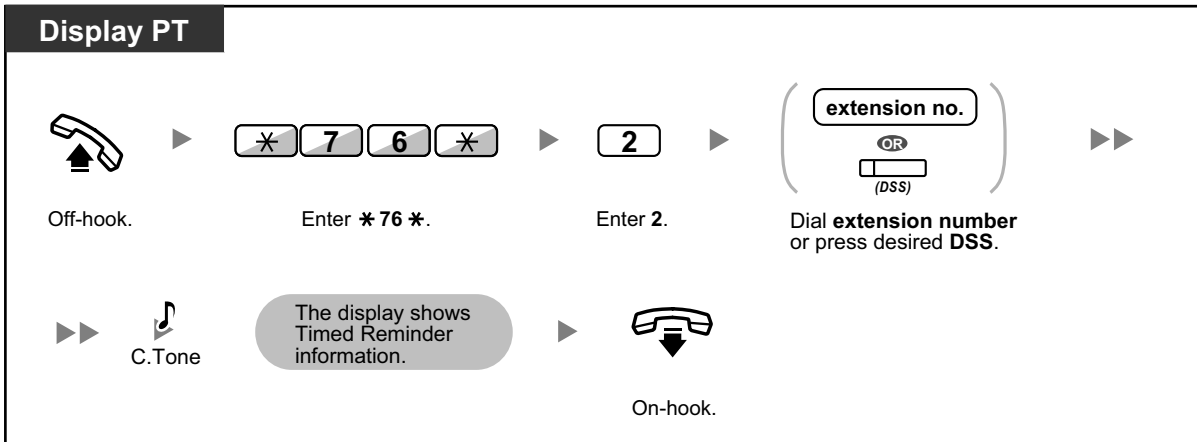 Display PT
extension no.
✳ 7 6 ✳
2
OR
(DSS)
Off-hook.
Enter ✳ 76 ✳.
Enter 2.
Dial extension number
or press desired DSS.
The display shows
Timed Reminder
information.
C.Tone
On-hook.